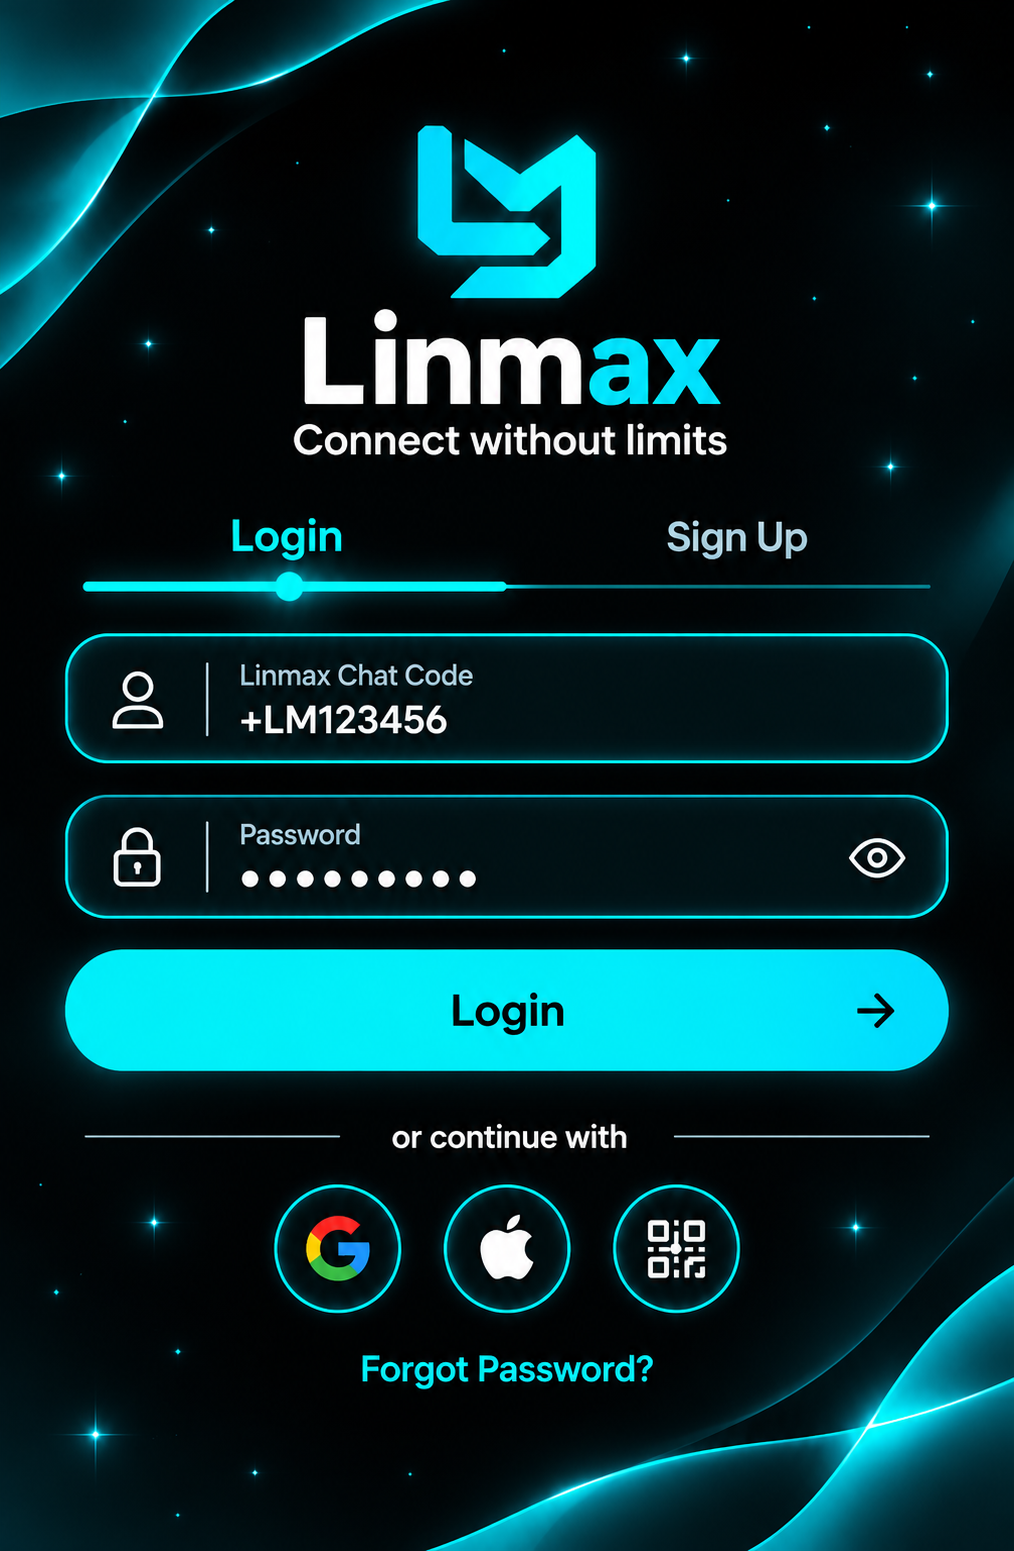 Linmax
Connect without limits
Login
Sign Up
Linmax Chat Code
+LM123456
Password
Login
or continue with
Forgot Password?